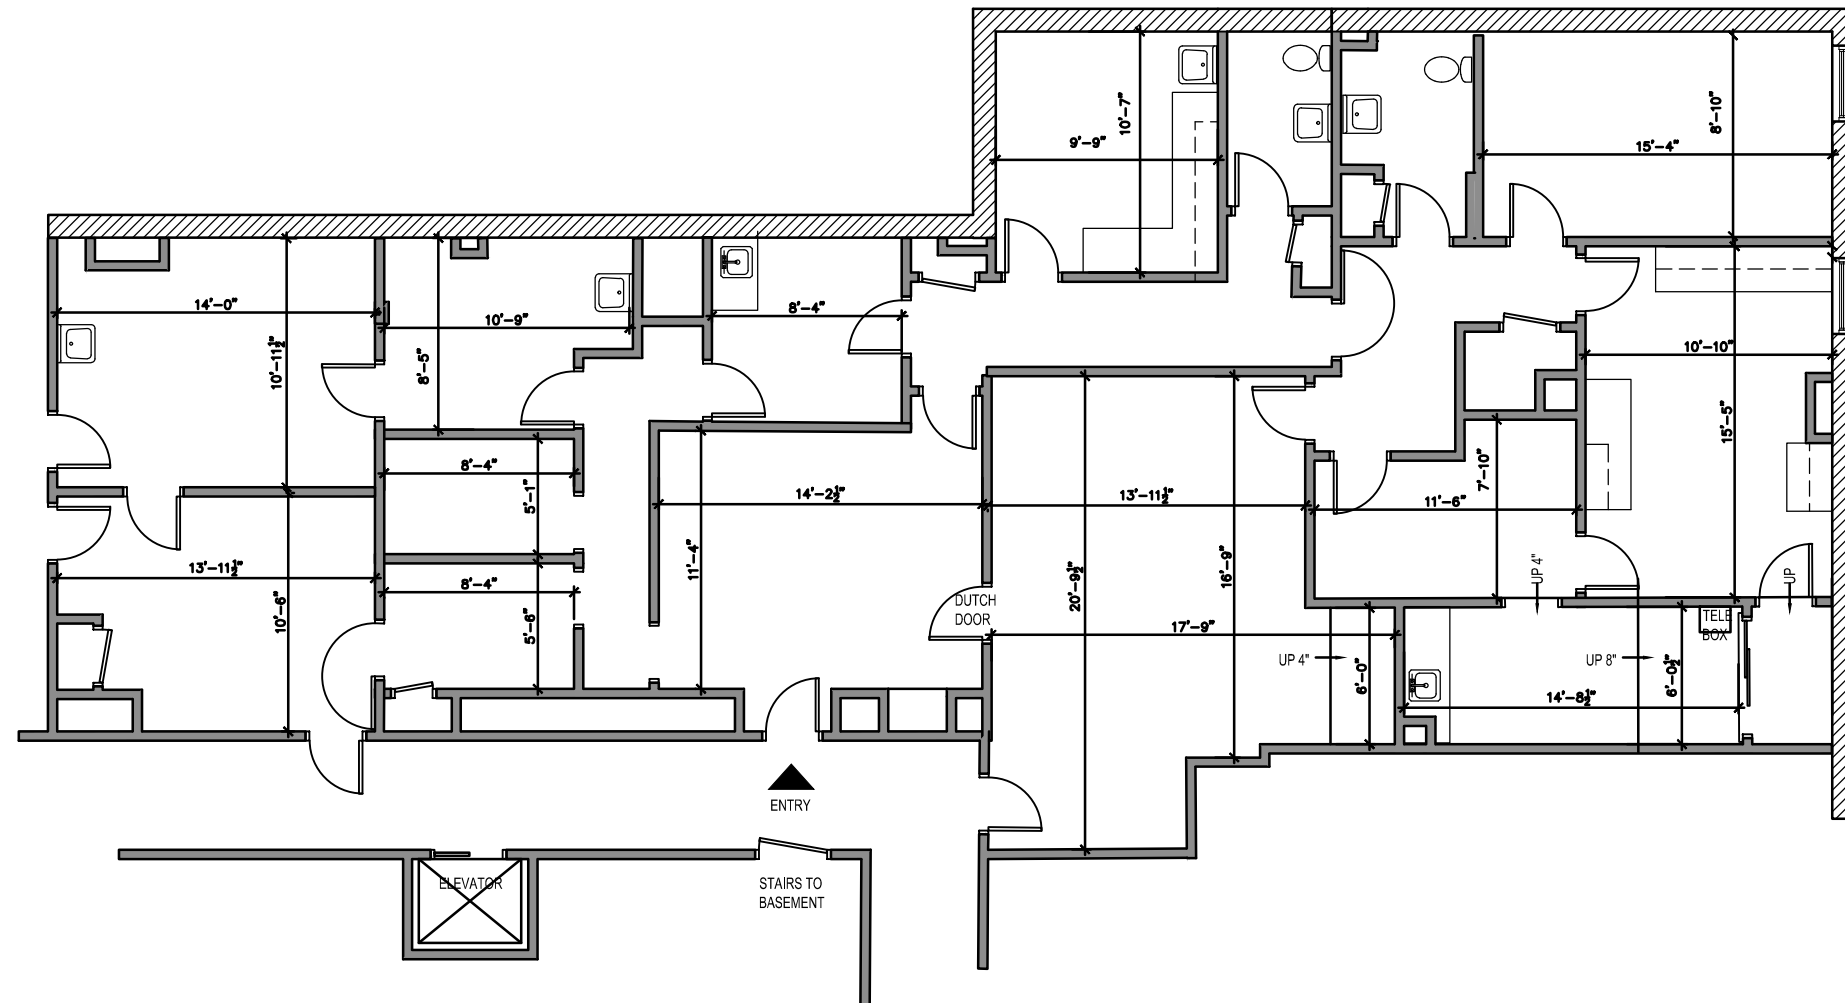 10'-7"
9'-9"
8'-10"
15'-4"
14'-0"
10'-11½"
8'-5"
10'-9"
8'-4"
10'-10"
15'-5"
8'-4"
5'-1"
14'-2½"
13'-11½"
11'-6"
7'-10"
13'-11½"
10'-6"
8'-4"
5'-6"
11'-4"
20'-9½"
16'-9"
UP 4"
UP
DUTCH
DOOR
17'-9"
TELE
BOX
UP 4"
6'-0"
UP 8"
6'-0½"
14'-8½"
ENTRY
ELEVATOR
STAIRS TO
BASEMENT